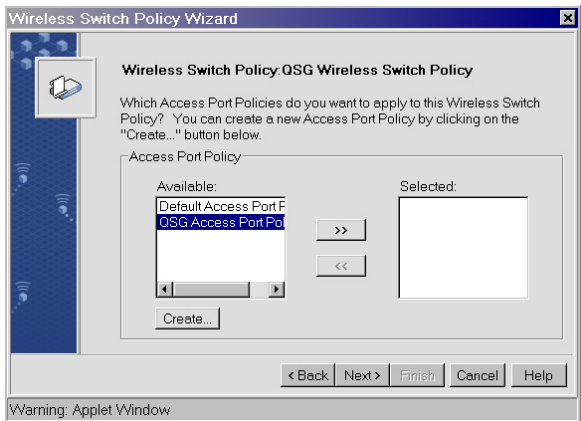 Wireless Switch Policy Wizard
Wireless Switch Policy:QSG Wireless Switch Policy
Which Access Port Policies do you want to apply to this Wireless Switch
Policy? You can create a new Access Port Policy by clicking on the
"Create..." button below.
Access Port Policy
Available:
Selected:
Default Access Port P
QSG Access Port Pol
>>
<<
Create...
<Back
Next>
Finish
Cancel
Help
Warning: Applet Window